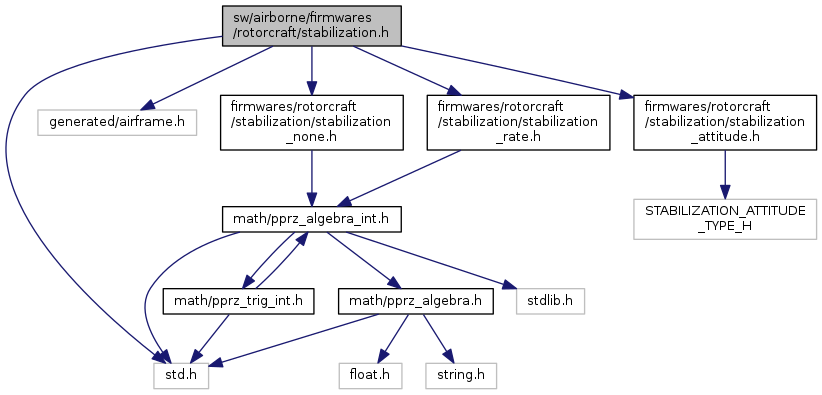 sw/airborne/firmwares
/rotorcraft/stabilization.h
generated/airframe.h
firmwares/rotorcraft
/stabilization/stabilization
_none.h
firmwares/rotorcraft
/stabilization/stabilization
_rate.h
firmwares/rotorcraft
/stabilization/stabilization
_attitude.h
math/pprz_algebra_int.h
STABILIZATION_ATTITUDE
_TYPE_H
math/pprz_trig_int.h
math/pprz_algebra.h
stdlib.h
std.h
float.h
string.h